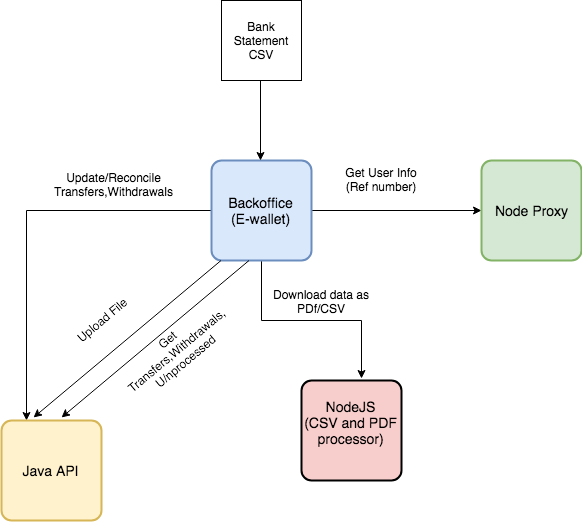 Bank
Statement
CSV
Update/Reconcile
Transfers,Withdrawals
Get User Info
(Ref number)
Backoffice
(E-wallet)
Node Proxy
Upload File
Get
Transfers,Withdrawals,
U/nprocessed
Download data as
PDf/CSV
NodeJS
(CSV and PDF
processor)
Java API